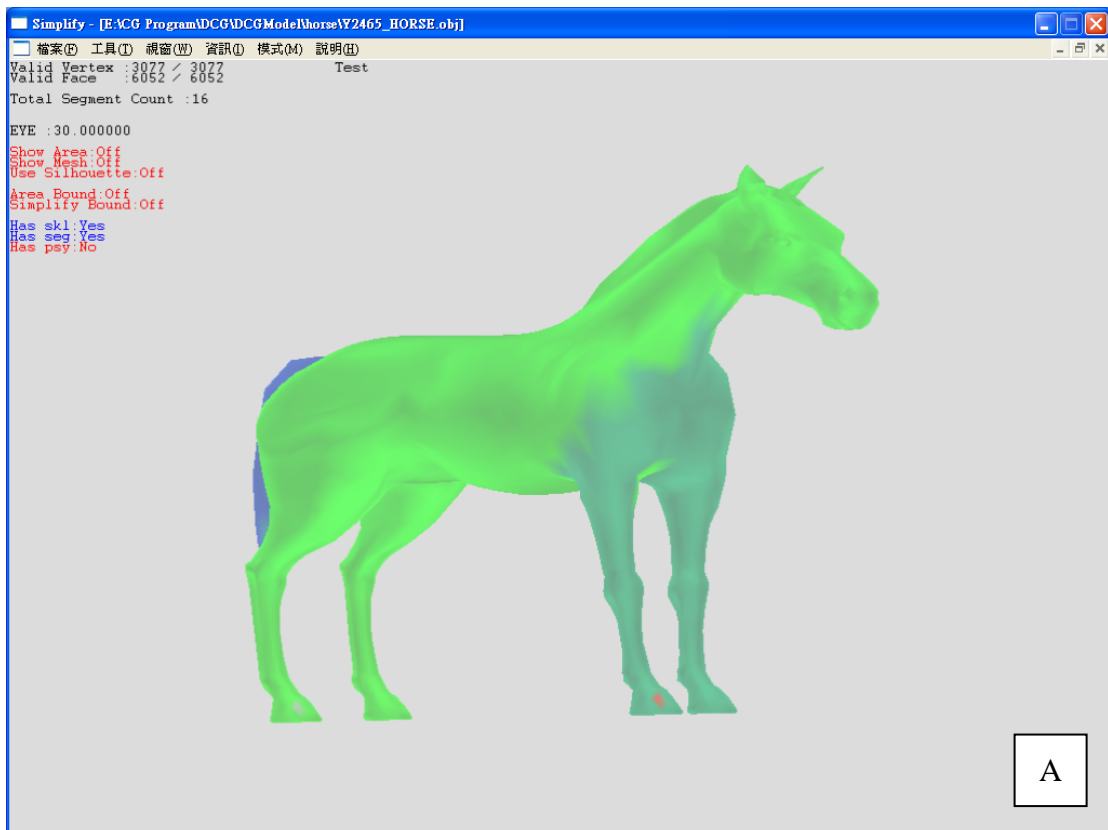 Simplify - [E:\CG Program\DCG\DCGModel\horse\Y2465_HORSE.obj]
檔案(F) 工具(T) 視窗(W) 資訊(I) 模式(M) 說明(H)
Valid Vertex :3077 / 3077 Test
Valid Face :6052 / 6052
Total Segment Count :16
EYE :30.000000
Show Area:Off
Show Mesh:Off
Use Silhouette:Off
Area Bound:Off
Simplify Bound:Off
Has skl:Yes
Has seg:Yes
Has psy:No
A